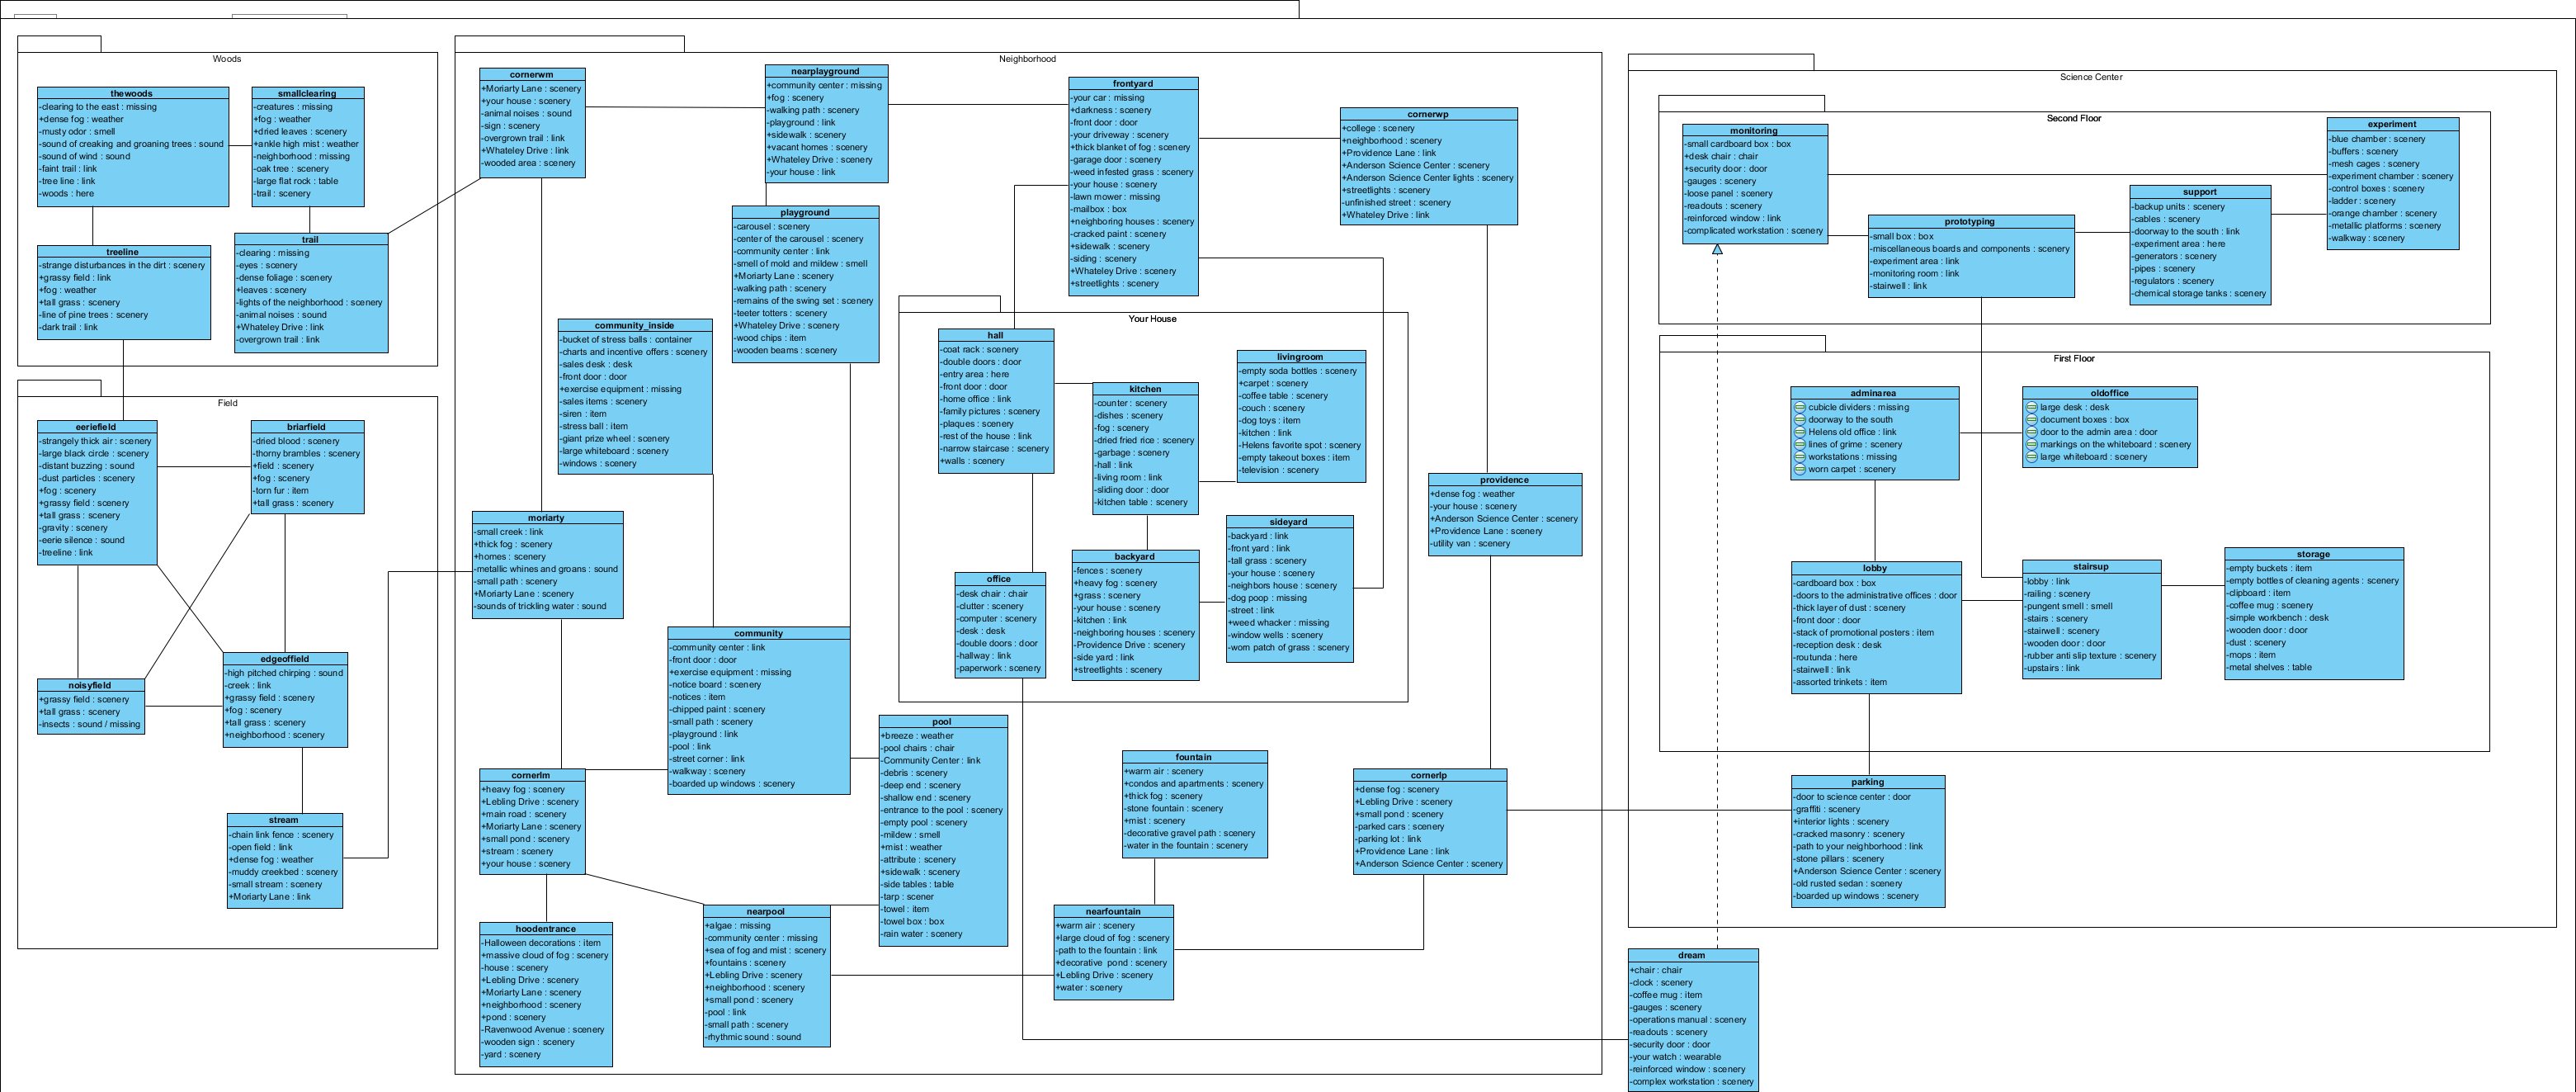 Woods
thewoods
-clearing to the east : missing
+dense fog : weather
-musty odor : smell
-sound of creaking and groaning trees : sound
-sound of wind : sound
-faint trail : link
-tree line : link
-woods : here
smallclearing
-creatures : missing
+fog : weather
+dried leaves : scenery
+ankle high mist : weather
-neighborhood : missing
-oak tree : scenery
-large flat rock : table
-trail : scenery
treeline
-strange disturbances in the dirt : scenery
+grassy field : link
+fog : weather
+tall grass : scenery
-line of pine trees : scenery
-dark trail : link
trail
-clearing : missing
-eyes : scenery
-dense foliage : scenery
+leaves : scenery
-lights of the neighborhood : scenery
-animal noises : sound
+Whateley Drive : link
-overgrown trail : link
Field
eeriefield
-strangely thick air : scenery
-large black circle : scenery
-distant buzzing : sound
-dust particles : scenery
+fog : scenery
+grassy field : scenery
+tall grass : scenery
-gravity : scenery
-eerie silence : sound
-treeline : link
briarfield
-dried blood : scenery
-thorny brambles : scenery
+field : scenery
+fog : scenery
-torn fur : item
+tall grass : scenery
noisyfield
+grassy field : scenery
+tall grass : scenery
-insects : sound / missing
edgeoffield
-high pitched chirping : sound
-creek : link
+grassy field : scenery
+fog : scenery
+tall grass : scenery
+neighborhood : scenery
stream
-chain link fence : scenery
-open field : link
+dense fog : weather
-muddy creekbed : scenery
-small stream : scenery
+Moriarty Lane : link
Neighborhood
cornerwm
+Moriarty Lane : scenery
+your house : scenery
-animal noises : sound
-sign : scenery
-overgrown trail : link
+Whateley Drive : link
-wooded area : scenery
nearplayground
+community center : missing
+fog : scenery
-walking path : scenery
-playground : link
+sidewalk : scenery
+vacant homes : scenery
+Whateley Drive : scenery
-your house : link
frontyard
-your car : missing
+darkness : scenery
-front door : door
-your driveway : scenery
+thick blanket of fog : scenery
-garage door : scenery
-weed infested grass : scenery
-your house : scenery
-lawn mower : missing
-mailbox : box
+neighboring houses : scenery
-cracked paint : scenery
+sidewalk : scenery
-siding : scenery
+Whateley Drive : scenery
+streetlights : scenery
cornerwp
+college : scenery
+neighborhood : scenery
+Providence Lane : link
+Anderson Science Center : scenery
+Anderson Science Center lights : scenery
+streetlights : scenery
-unfinished street : scenery
+Whateley Drive : link
playground
-carousel : scenery
-center of the carousel : scenery
-community center : link
-smell of mold and mildew : smell
+Moriarty Lane : scenery
-walking path : scenery
-remains of the swing set : scenery
-teeter totters : scenery
+Whateley Drive : scenery
-wood chips : item
-wooden beams : scenery
community_inside
-bucket of stress balls : container
-charts and incentive offers : scenery
-sales desk : desk
-front door : door
+exercise equipment : missing
-sales items : scenery
-siren : item
-stress ball : item
-giant prize wheel : scenery
-large whiteboard : scenery
-windows : scenery
moriarty
-small creek : link
+thick fog : scenery
+homes : scenery
-metallic whines and groans : sound
-small path : scenery
+Moriarty Lane : scenery
-sounds of trickling water : sound
community
-community center : link
-front door : door
+exercise equipment : missing
-notice board : scenery
-notices : item
-chipped paint : scenery
-small path : scenery
-playground : link
-pool : link
-street corner : link
-walkway : scenery
-boarded up windows : scenery
Your House
hall
-coat rack : scenery
-double doors : door
-entry area : here
-front door : door
-home office : link
-family pictures : scenery
-plaques : scenery
-rest of the house : link
-narrow staircase : scenery
+walls : scenery
kitchen
-counter : scenery
-dishes : scenery
-fog : scenery
-dried fried rice : scenery
-garbage : scenery
-hall : link
-living room : link
-sliding door : door
-kitchen table : scenery
livingroom
-empty soda bottles : scenery
+carpet : scenery
-coffee table : scenery
-couch : scenery
-dog toys : item
-kitchen : link
-Helens favorite spot : scenery
-empty takeout boxes : item
-television : scenery
office
-desk chair : chair
-clutter : scenery
-computer : scenery
-desk : desk
-double doors : door
-hallway : link
-paperwork : scenery
backyard
-fences : scenery
+heavy fog : scenery
+grass : scenery
-your house : scenery
-kitchen : link
-neighboring houses : scenery
-Providence Drive : scenery
-side yard : link
+streetlights : scenery
sideyard
-backyard : link
-front yard : link
-tall grass : scenery
-your house : scenery
-neighbors house : scenery
-dog poop : missing
-street : link
+weed whacker : missing
-window wells : scenery
-worn patch of grass : scenery
providence
+dense fog : weather
-your house : scenery
+Anderson Science Center : scenery
+Providence Lane : scenery
-utility van : scenery
pool
+breeze : weather
-pool chairs : chair
-Community Center : link
-debris : scenery
-deep end : scenery
-shallow end : scenery
-entrance to the pool : scenery
-empty pool : scenery
-mildew : smell
+mist : weather
-attribute : scenery
+sidewalk : scenery
-side tables : table
-tarp : scener
-towel : item
-towel box : box
-rain water : scenery
cornerlm
+heavy fog : scenery
+Lebling Drive : scenery
+main road : scenery
+Moriarty Lane : scenery
+small pond : scenery
+stream : scenery
+your house : scenery
hoodentrance
-Halloween decorations : item
+massive cloud of fog : scenery
-house : scenery
+Lebling Drive : scenery
+Moriarty Lane : scenery
+neighborhood : scenery
+pond : scenery
-Ravenwood Avenue : scenery
-wooden sign : scenery
-yard : scenery
nearpool
+algae : missing
-community center : missing
+sea of fog and mist : scenery
+fountains : scenery
+Lebling Drive : scenery
+neighborhood : scenery
+small pond : scenery
-pool : link
-small path : scenery
-rhythmic sound : sound
fountain
+warm air : scenery
+condos and apartments : scenery
+thick fog : scenery
-stone fountain : scenery
+mist : scenery
-decorative gravel path : scenery
-water in the fountain : scenery
nearfountain
+warm air : scenery
+large cloud of fog : scenery
-path to the fountain : link
+decorative pond : scenery
+Lebling Drive : scenery
+water : scenery
cornerlp
+dense fog : scenery
+Lebling Drive : scenery
+small pond : scenery
-parked cars : scenery
-parking lot : link
+Providence Lane : link
+Anderson Science Center : scenery
Science Center
Second Floor
monitoring
-small cardboard box : box
+desk chair : chair
+security door : door
-gauges : scenery
-loose panel : scenery
-readouts : scenery
-reinforced window : link
-complicated workstation : scenery
prototyping
-small box : box
-miscellaneous boards and components : scenery
-experiment area : link
-monitoring room : link
-stairwell : link
support
-backup units : scenery
-cables : scenery
-doorway to the south : link
-experiment area : here
-generators : scenery
-pipes : scenery
-regulators : scenery
-chemical storage tanks : scenery
experiment
-blue chamber : scenery
-buffers : scenery
-mesh cages : scenery
-experiment chamber : scenery
-control boxes : scenery
-ladder : scenery
-orange chamber : scenery
-metallic platforms : scenery
-walkway : scenery
First Floor
adminarea
cubicle dividers : missing
doorway to the south
Helens old office : link
lines of grime : scenery
workstations : missing
worn carpet : scenery
oldoffice
large desk : desk
document boxes : box
door to the admin area : door
markings on the whiteboard : scenery
large whiteboard : scenery
lobby
-cardboard box : box
-doors to the administrative offices : door
-thick layer of dust : scenery
-front door : door
-stack of promotional posters : item
-reception desk : desk
-routunda : here
-stairwell : link
-assorted trinkets : item
stairsup
-lobby : link
-railing : scenery
-pungent smell : smell
-stairs : scenery
-stairwell : scenery
-wooden door : door
-rubber anti slip texture : scenery
-upstairs : link
storage
-empty buckets : item
-empty bottles of cleaning agents : scenery
-clipboard : item
-coffee mug : scenery
-simple workbench : desk
-wooden door : door
-dust : scenery
-mops : item
-metal shelves : table
parking
-door to science center : door
-graffiti : scenery
+interior lights : scenery
-cracked masonry : scenery
-path to your neighborhood : link
-stone pillars : scenery
+Anderson Science Center : scenery
-old rusted sedan : scenery
-boarded up windows : scenery
dream
+chair : chair
-clock : scenery
-coffee mug : item
-gauges : scenery
-operations manual : scenery
-readouts : scenery
-security door : door
-your watch : wearable
-reinforced window : scenery
-complex workstation : scenery